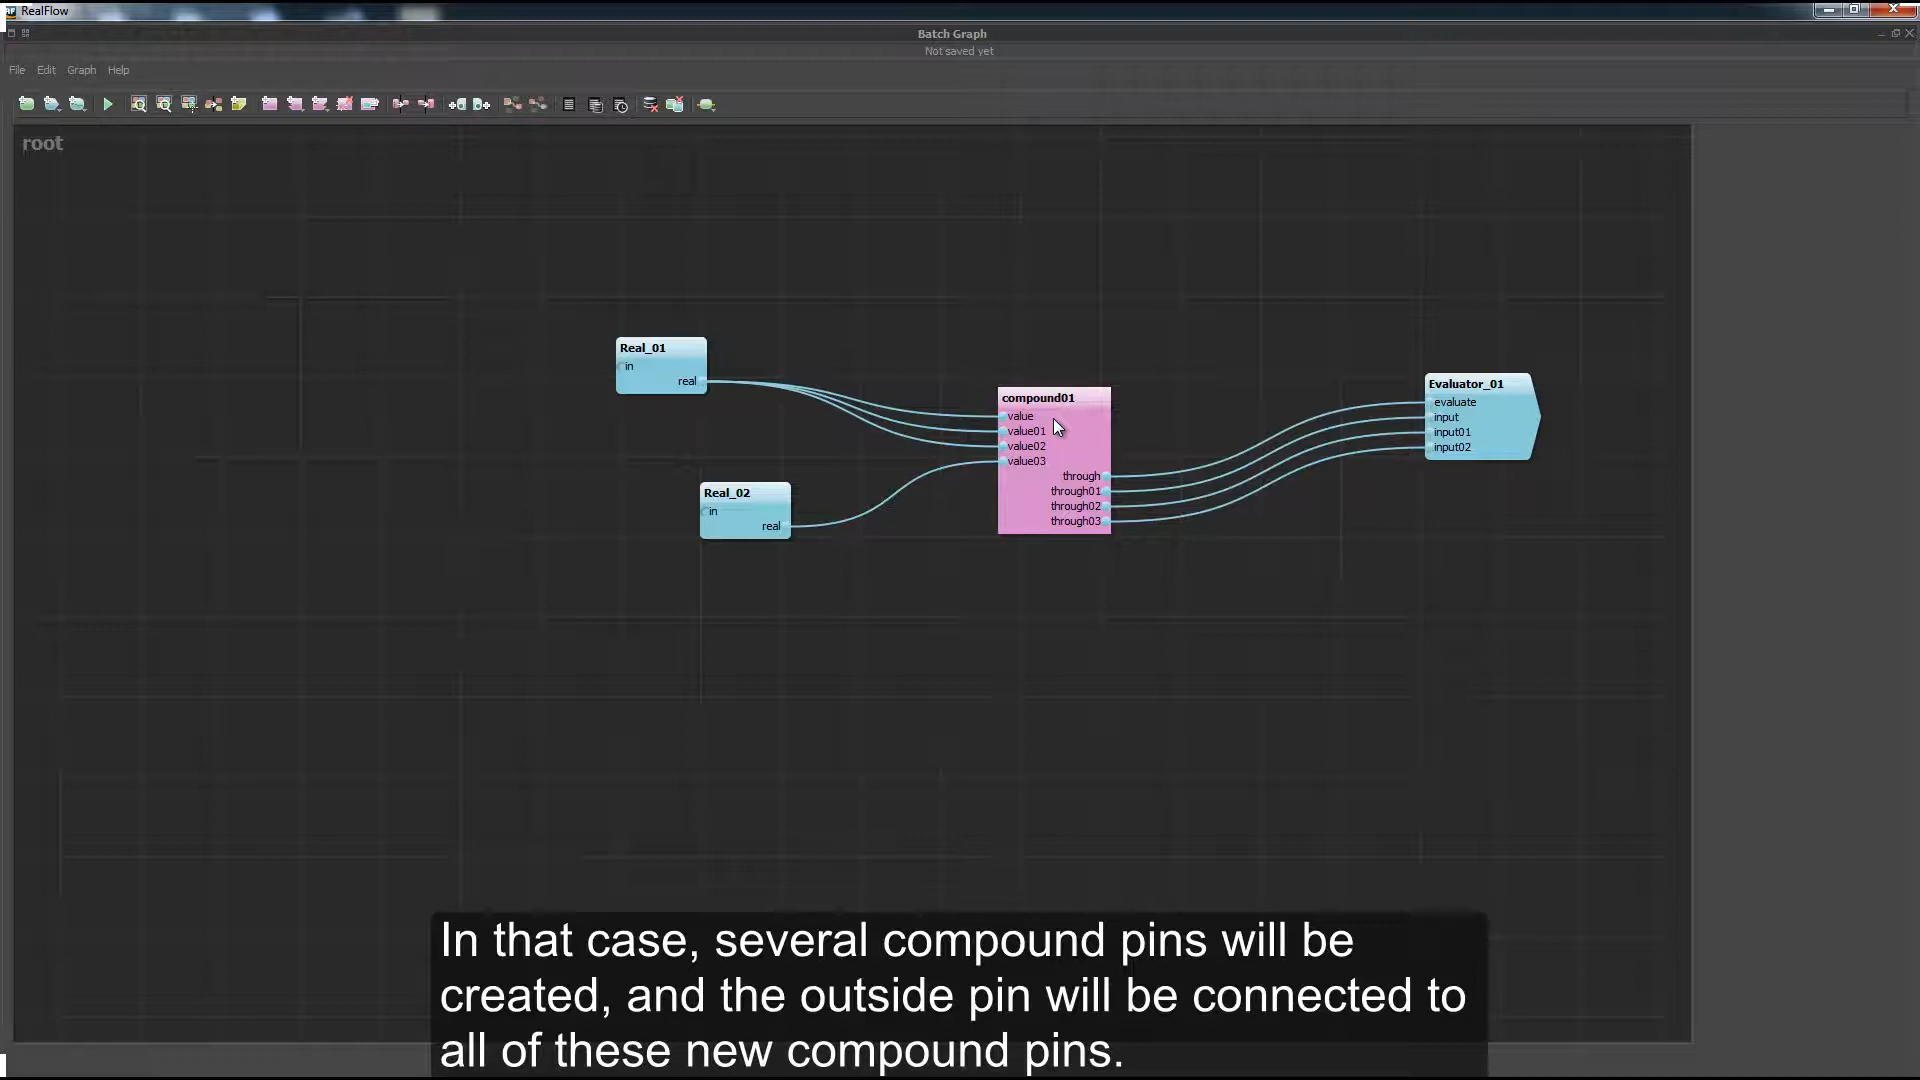 RealFlow
Batch Graph
Not saved yet
File Edit Graph Help
root
Real_01
in
real
compound01
value
value01
value02
value03
through
through01
through02
through03
Real_02
in
real
Evaluator_01
evaluate
input
input01
input02
In that case, several compound pins will be
created, and the outside pin will be connected to
all of these new compound pins.